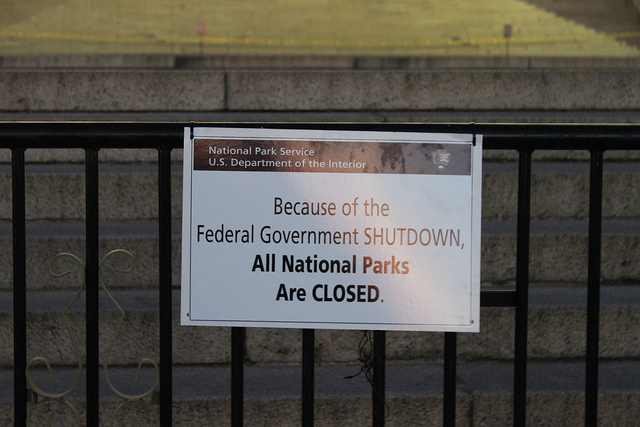 National Park Service
U.S. Department of the Interior
Because of the
Federal Government SHUTDOWN,
All National Parks
Are CLOSED.